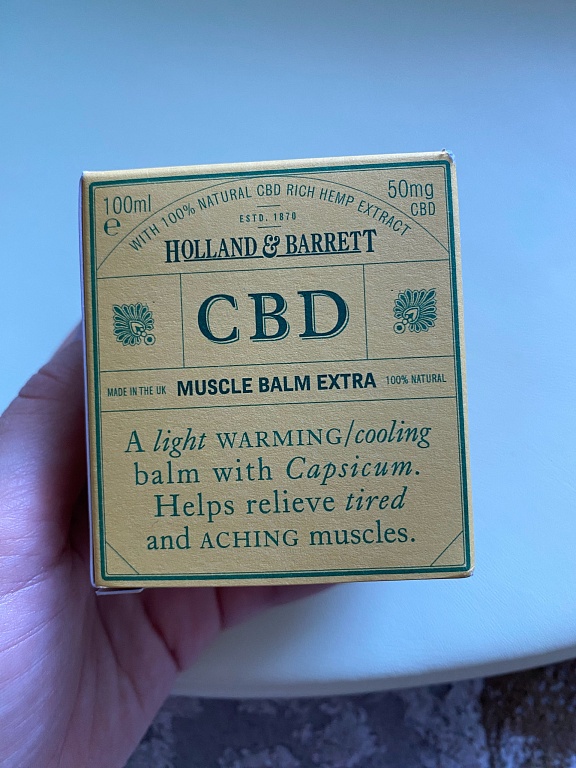 100ml
e
WITH 100% NATURAL CBD RICH HEMP EXTRACT
50mg
CBD
ESTD. 1870
HOLLAND & BARRETT
CBD
MADE IN THE UK
MUSCLE BALM EXTRA
100% NATURAL
A light WARMING/cooling
balm with Capsicum.
Helps relieve tired
and ACHING muscles.